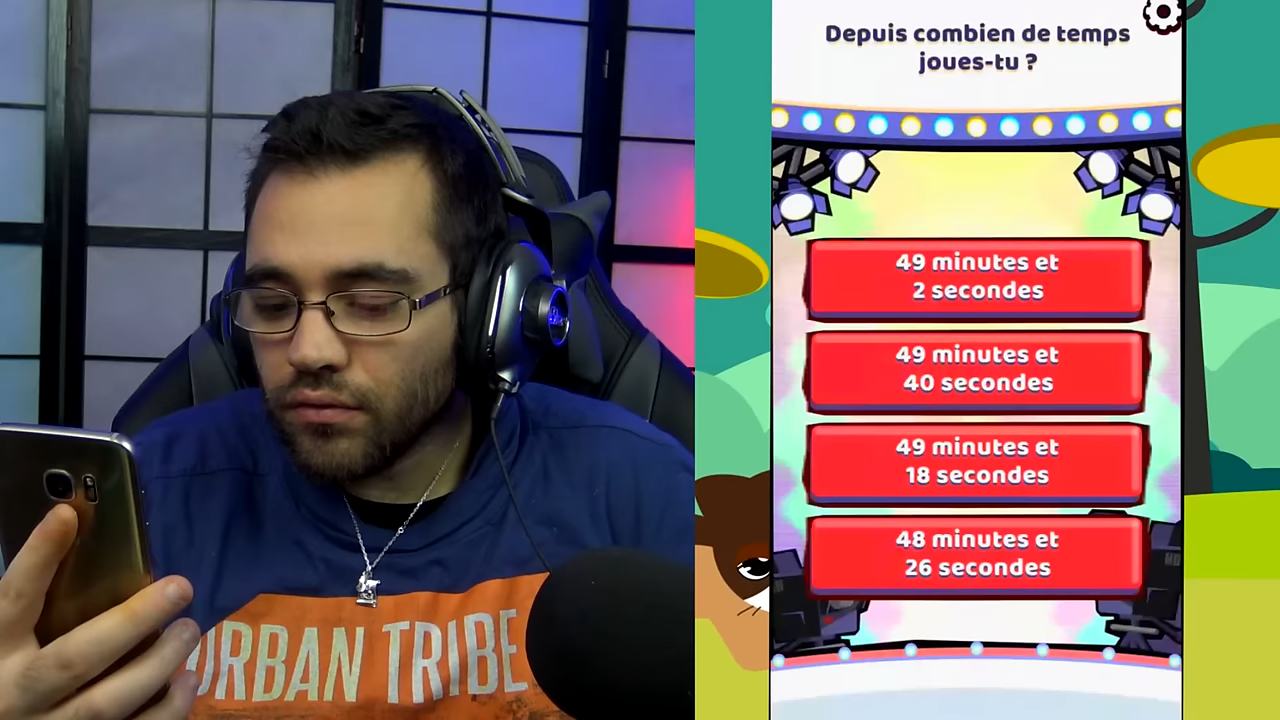 Depuis combien de temps
joues-tu ?
49 minutes et
2 secondes
49 minutes et
40 secondes
49 minutes et
18 secondes
48 minutes et
26 secondes
URBAN TRIBE